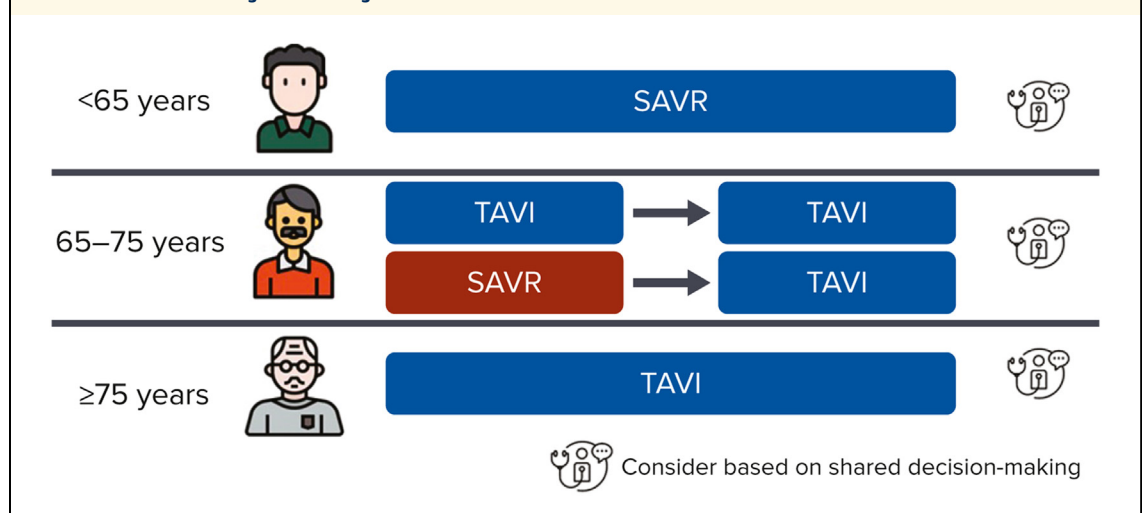 <65 years
SAVR
65–75 years
TAVI
TAVI
SAVR
TAVI
≥75 years
TAVI
Consider based on shared decision-making